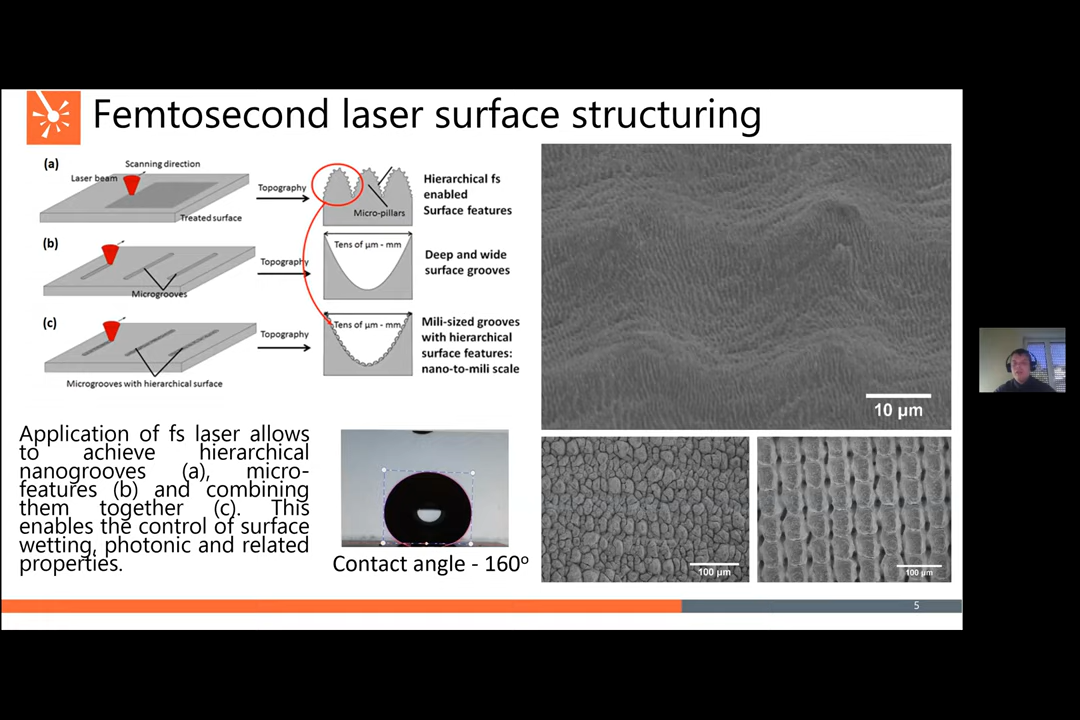 Femtosecond laser surface structuring
(a)
Scanning direction
Laser beam
Treated surface
Topography
Micro-pillars
Hierarchical fs
enabled
Surface features
(b)
Microgrooves
Topography
Tens of µm - mm
Deep and wide
surface grooves
(c)
Microgrooves with hierarchical surface
Topography
Tens of µm - mm
Mili-sized grooves
with hierarchical
surface features:
nano-to-mili scale
Application of fs laser allows
to achieve hierarchical
nanogrooves (a), micro-
features (b) and combining
them together (c). This
enables the control of surface
wetting, photonic and related
properties.
Contact angle - 160º
10 µm
100 µm
100 µm
5